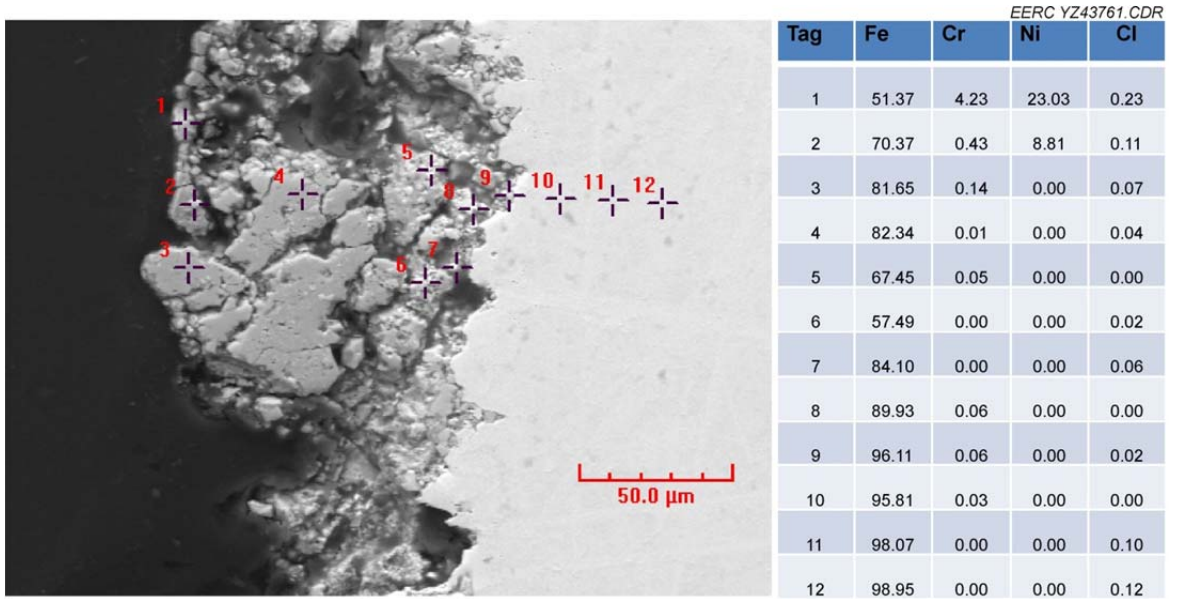 EERC YZ43761.CDR
Tag Fe Cr Ni Cl
1 51.37 4.23 23.03 0.23
2 70.37 0.43 8.81 0.11
3 81.65 0.14 0.00 0.07
4 82.34 0.01 0.00 0.04
5 67.45 0.05 0.00 0.00
6 57.49 0.00 0.00 0.02
7 84.10 0.00 0.00 0.06
8 89.93 0.06 0.00 0.00
9 96.11 0.06 0.00 0.02
10 95.81 0.03 0.00 0.00
11 98.07 0.00 0.00 0.10
12 98.95 0.00 0.00 0.12
1
2
3
4
5
6
7
8
9
10
11
12
50.0 µm